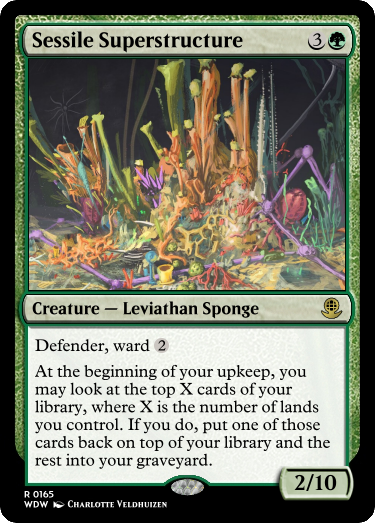 Sessile Superstructure 3
Creature — Leviathan Sponge
Defender, ward 2
At the beginning of your upkeep, you
may look at the top X cards of your
library, where X is the number of lands
you control. If you do, put one of those
cards back on top of your library and the
rest into your graveyard.
2/10
R 0165
WDW Charlotte Veldhuizen